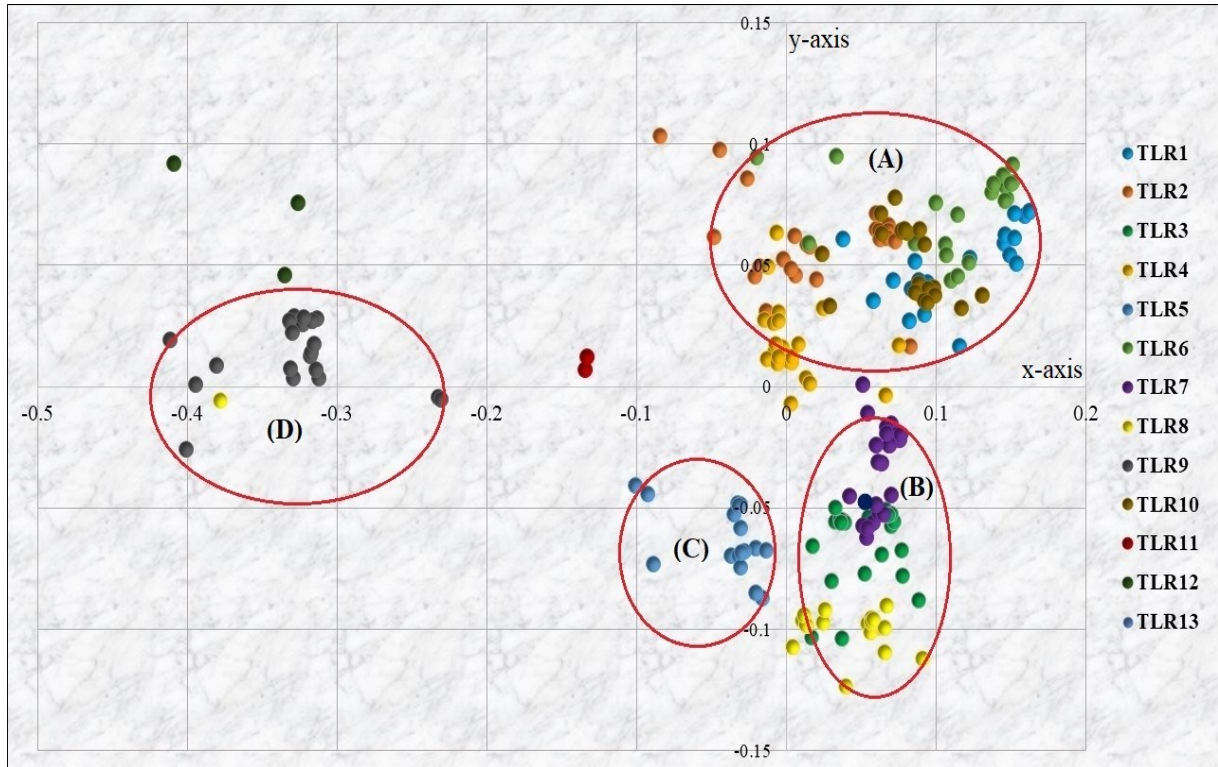 0.15
y-axis
0.1
(A)
0.05
x-axis
0
-0.5
-0.4
-0.3
-0.2
-0.1
0
0.1
0.2
(D)
(B)
-0.05
(C)
-0.1
-0.15
TLR1
TLR2
TLR3
TLR4
TLR5
TLR6
TLR7
TLR8
TLR9
TLR10
TLR11
TLR12
TLR13